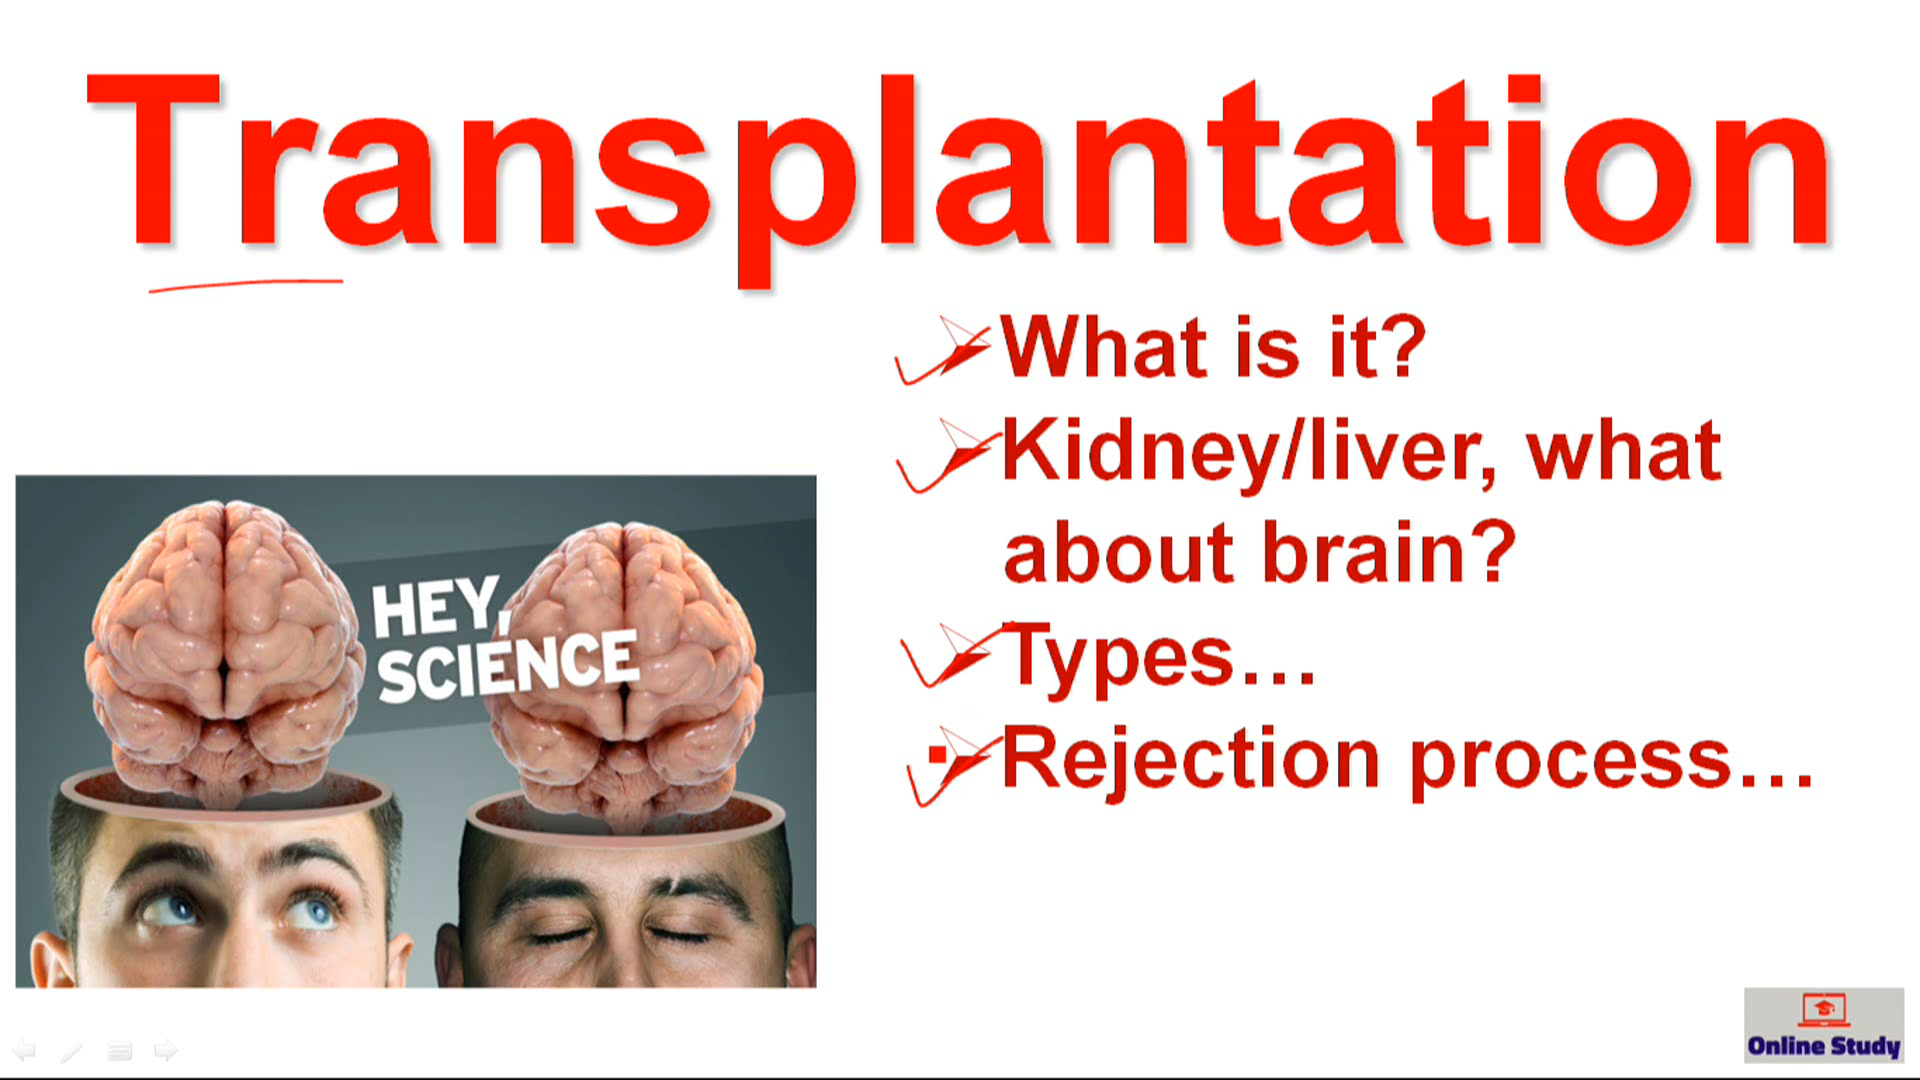 Transplantation
What is it?
Kidney/liver, what
about brain?
Types...
Rejection process...
HEY,
SCIENCE
Online Study